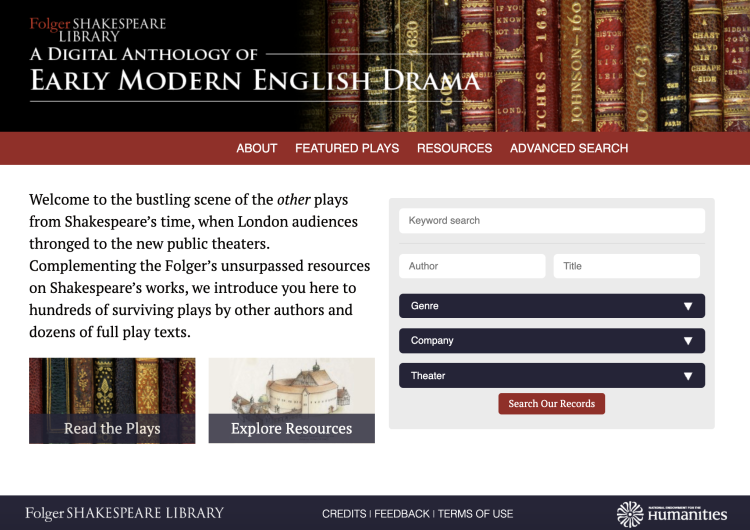 Folger SHAKESPEARE
LIBRARY
A DIGITAL ANTHOLOGY OF
EARLY MODERN ENGLISH DRAMA
ABOUT FEATURED PLAYS RESOURCES ADVANCED SEARCH
Welcome to the bustling scene of the other plays
from Shakespeare's time, when London audiences
thronged to the new public theaters.
Complementing the Folger's unsurpassed resources
on Shakespeare's works, we introduce you here to
hundreds of surviving plays by other authors and
dozens of full play texts.
Read the Plays
Explore Resources
Keyword search
Author Title
Genre
Company
Theater
Search Our Records
Folger SHAKESPEARE LIBRARY
CREDITS | FEEDBACK | TERMS OF USE
NATIONAL ENDOWMENT FOR THE
Humanities